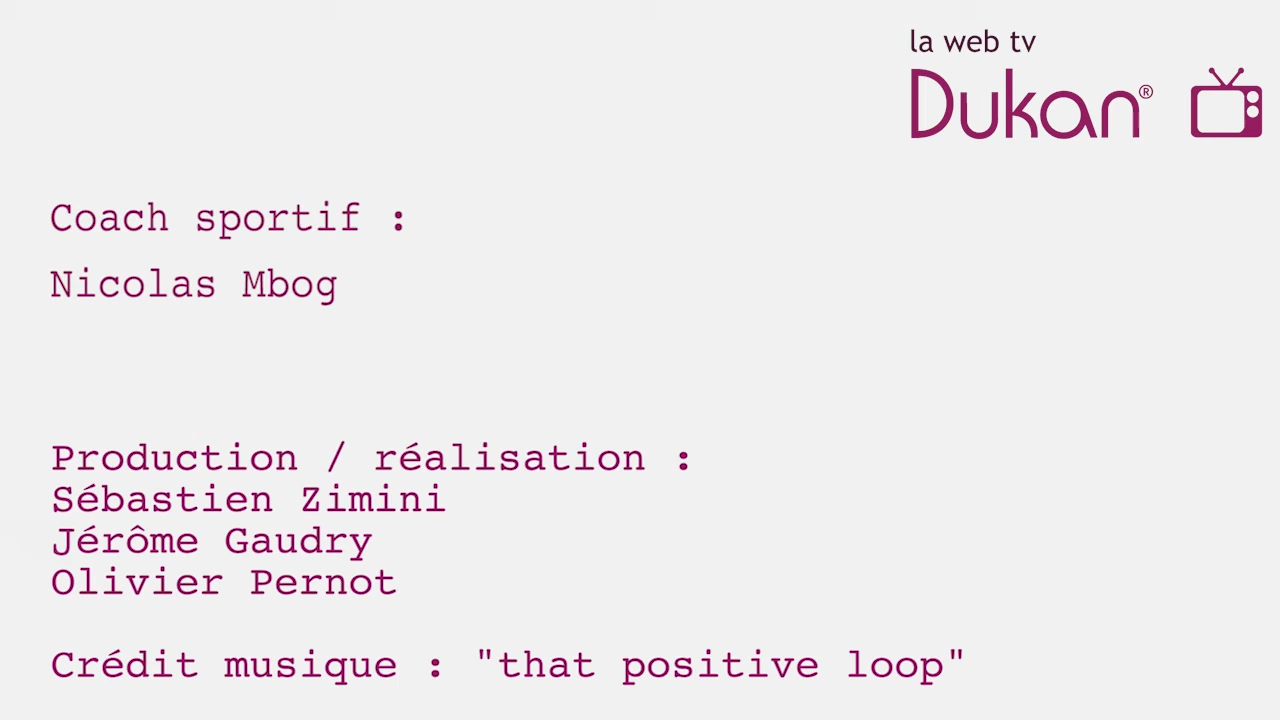 la web tv
Dukan®
Coach sportif :
Nicolas Mbog
Production / réalisation :
Sébastien Zimini
Jérôme Gaudry
Olivier Pernot
Crédit musique : "that positive loop"